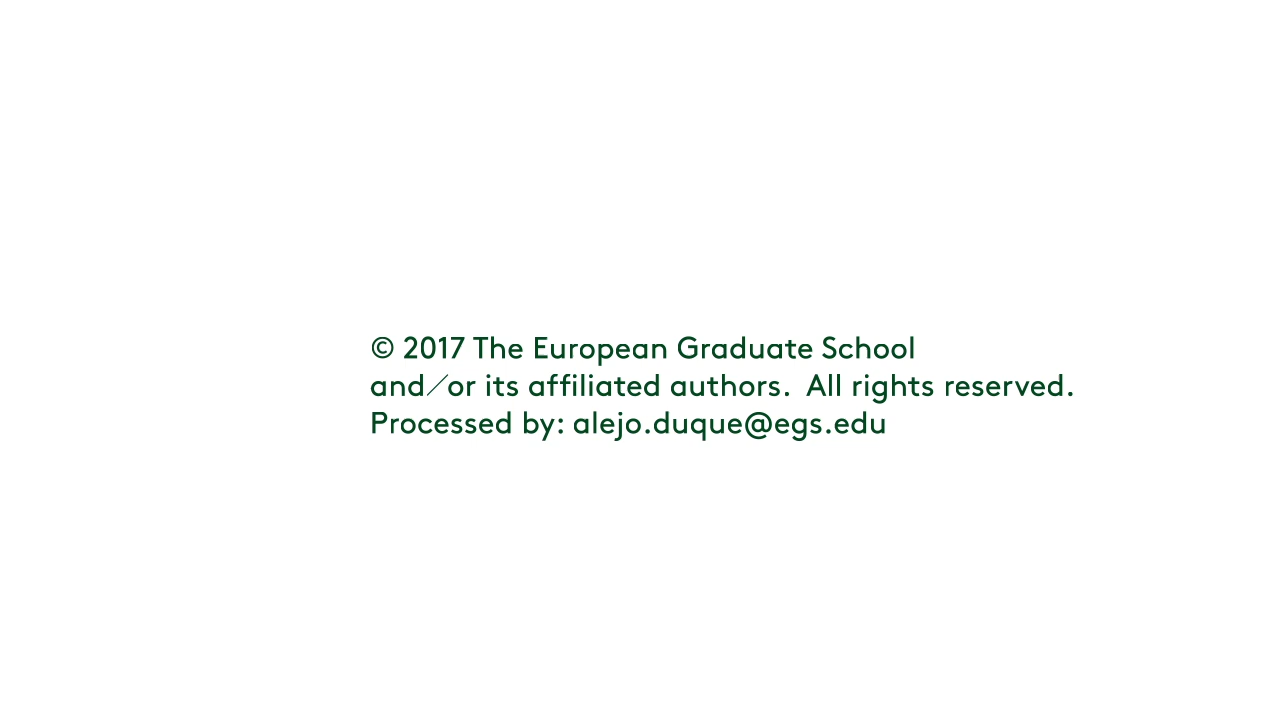 © 2017 The European Graduate School
and∕or its affiliated authors.  All rights reserved.
Processed by: alejo.duque@egs.edu